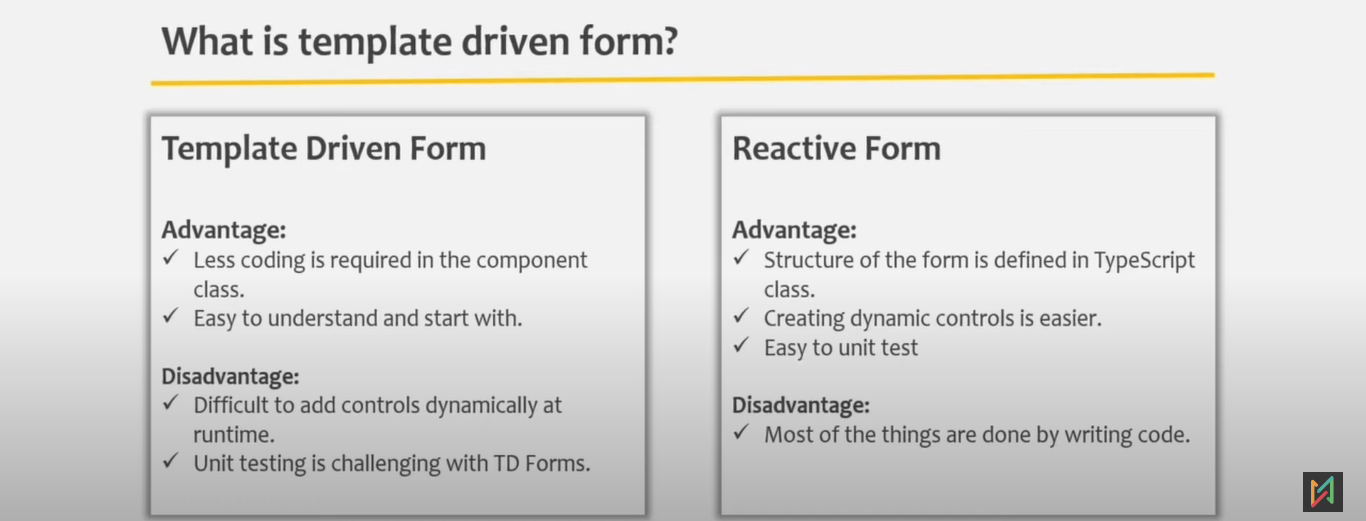 What is template driven form?
Template Driven Form
Advantage:
✓ Less coding is required in the component
class.
✓ Easy to understand and start with.
Disadvantage:
✓ Difficult to add controls dynamically at
runtime.
✓ Unit testing is challenging with TD Forms.
Reactive Form
Advantage:
✓ Structure of the form is defined in TypeScript
class.
✓ Creating dynamic controls is easier.
✓ Easy to unit test
Disadvantage:
✓ Most of the things are done by writing code.